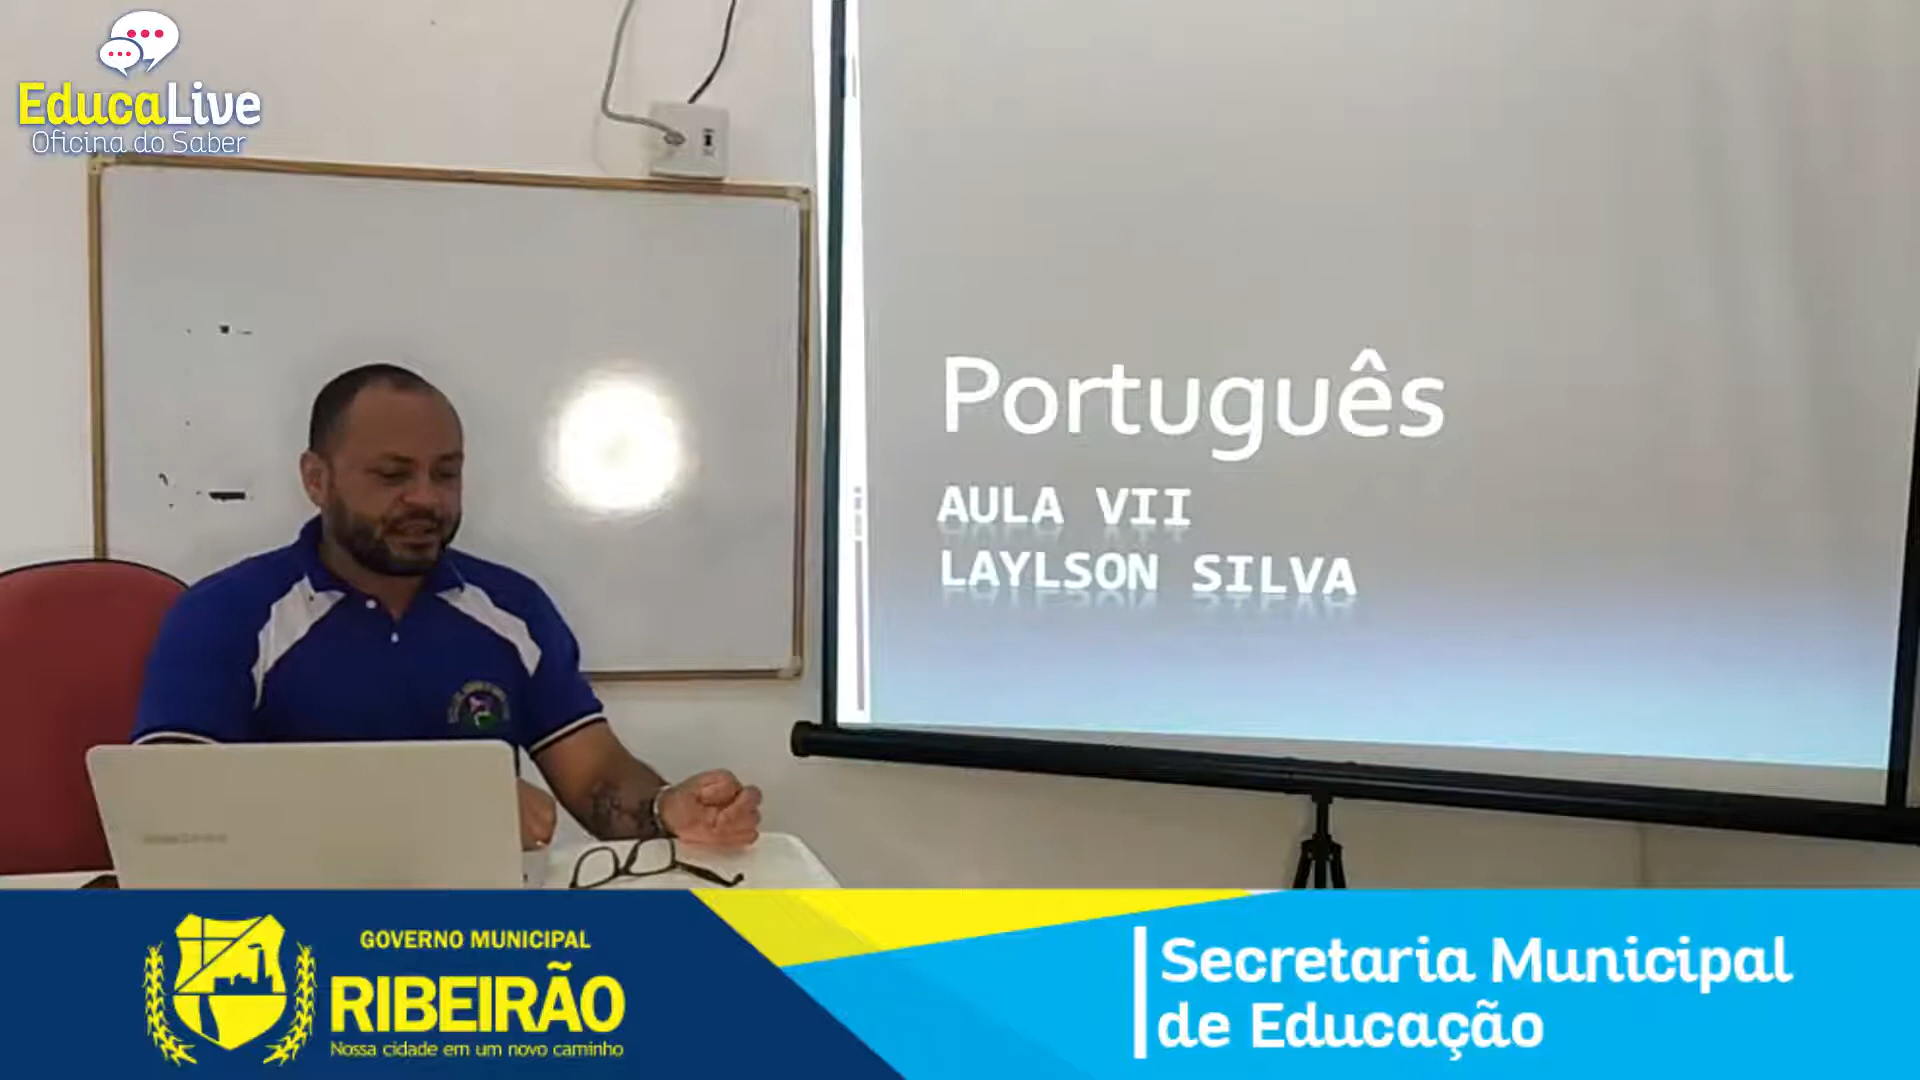 EducaLive
Oficina do Saber
Português
AULA VII
LAYLSON SILVA
GOVERNO MUNICIPAL
RIBEIRÃO
Nossa cidade em um novo caminho
Secretaria Municipal
de Educação